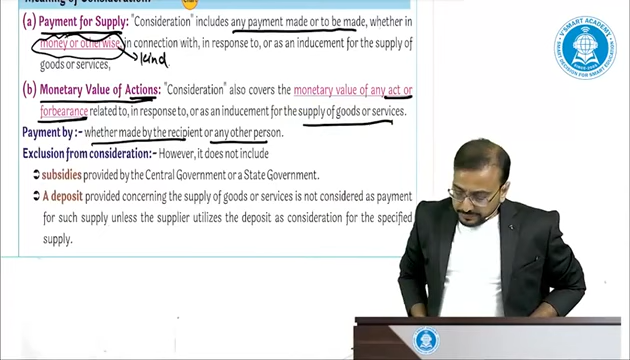 Meaning of Consideration:
(a) Payment for Supply: "Consideration" includes any payment made or to be made, whether in
money or otherwise, in connection with, in response to, or as an inducement for the supply of
goods or services,
kind
(b) Monetary Value of Actions: "Consideration" also covers the monetary value of any act or
forbearance related to, in response to, or as an inducement for the supply of goods or services.
Payment by :- whether made by the recipient or any other person.
Exclusion from consideration:- However, it does not include
➲ subsidies provided by the Central Government or a State Government.
➲ A deposit provided concerning the supply of goods or services is not considered as payment
for such supply unless the supplier utilizes the deposit as consideration for the specified
supply.
V'SMART ACADEMY